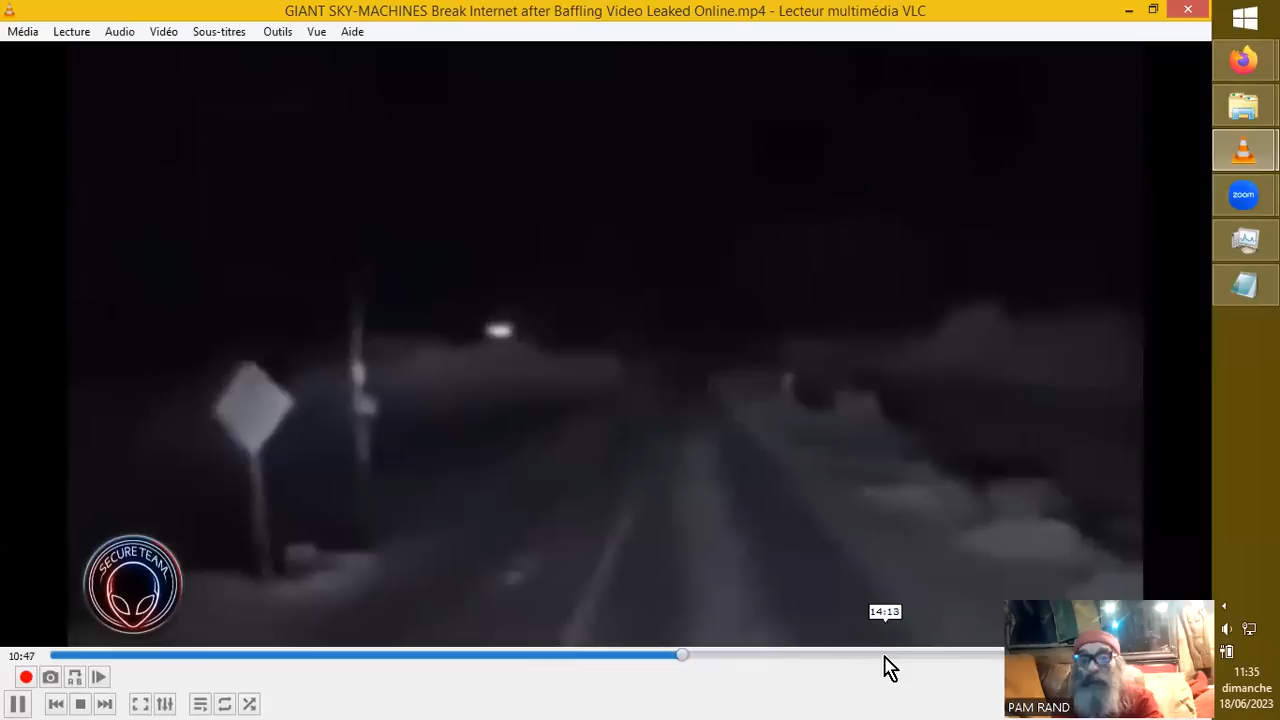 GIANT SKY-MACHINES Break Internet after Baffling Video Leaked Online.mp4 - Lecteur multimédia VLC
Média Lecture Audio Vidéo Sous-titres Outils Vue Aide
zoom
SECURE TEAM
14:13
10:47
A B
PAM RAND
11:35
dimanche
18/06/2023